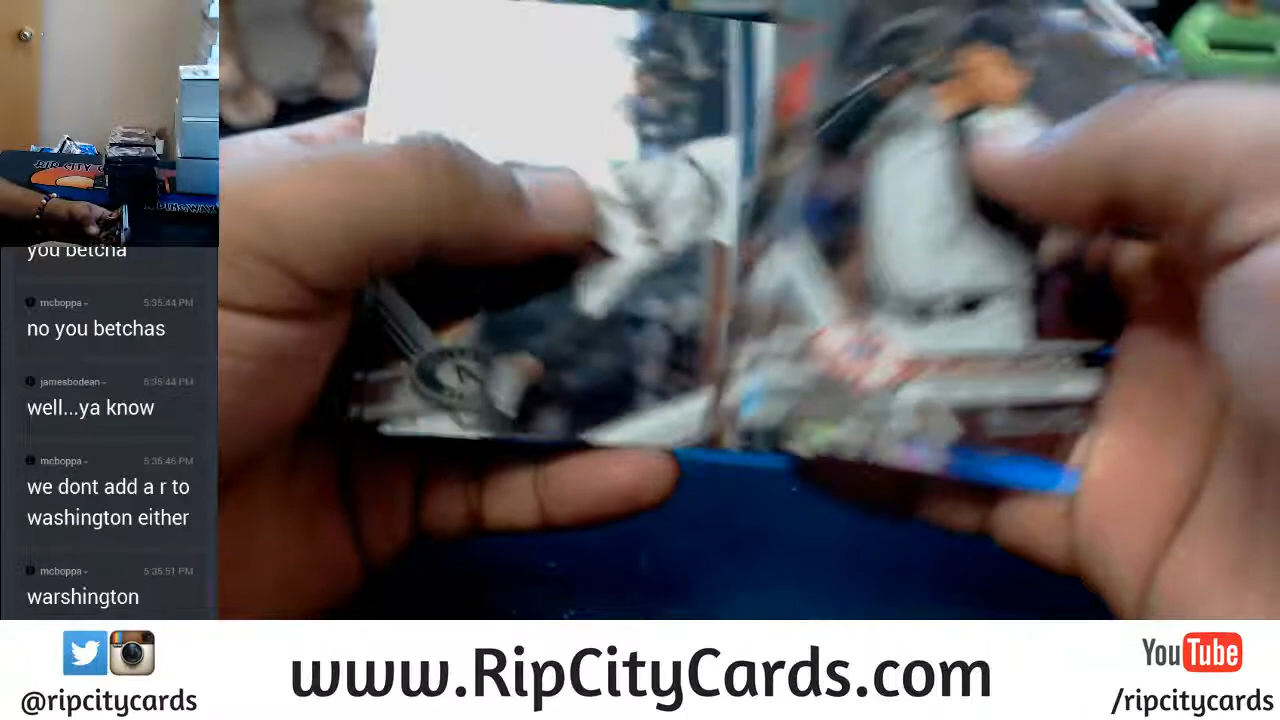 RIP CITY
you betcha
mcboppa~ 5:35:44 PM
no you betchas
jamesbodean~ 5:35:44 PM
well...ya know
mcboppa~ 5:35:46 PM
we dont add a r to
washington either
mcboppa~ 5:35:51 PM
warshington
@ripcitycards
www.RipCityCards.com
YouTube
/ripcitycards